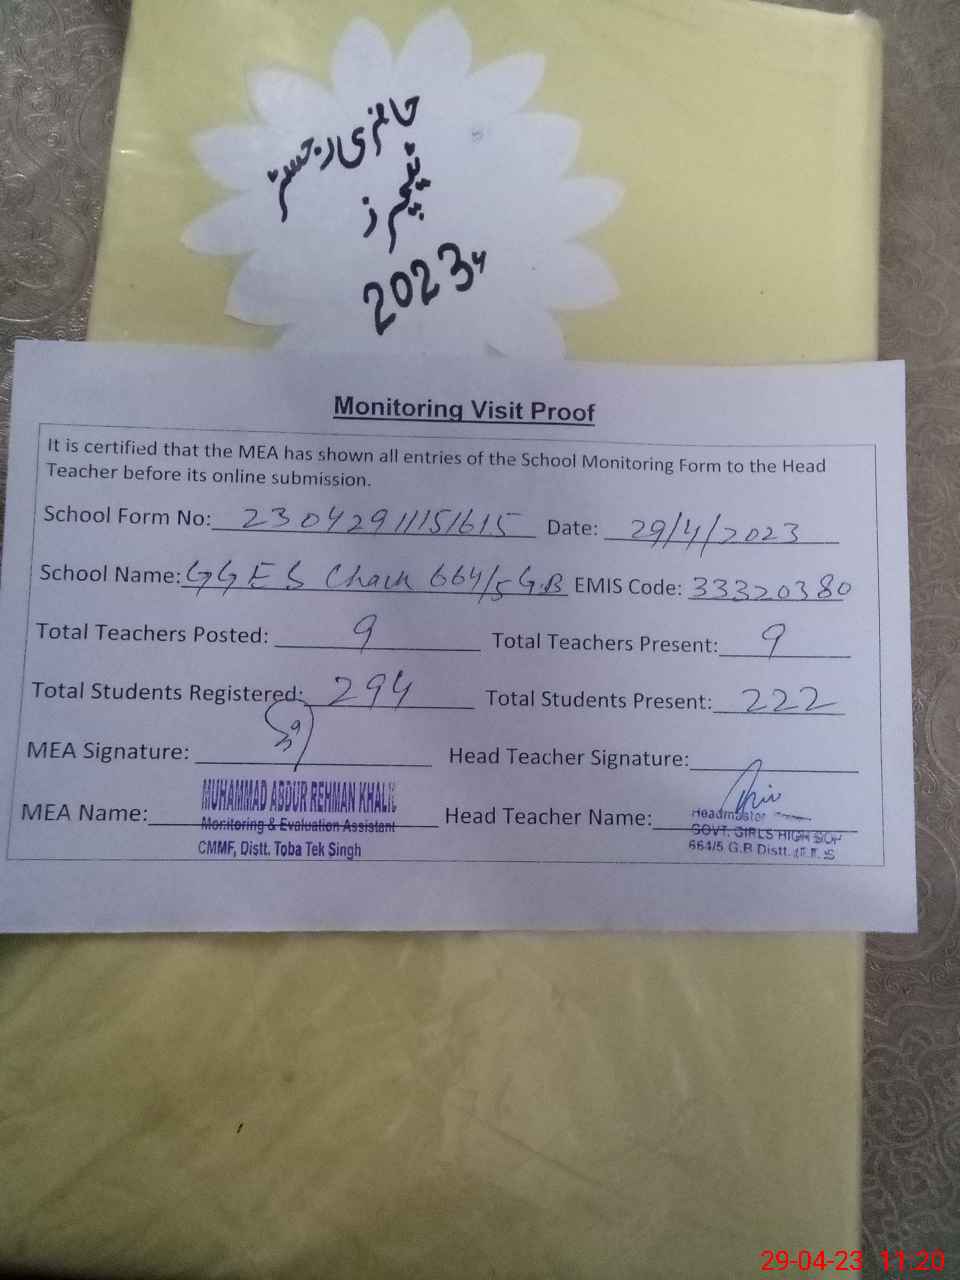 حاضری رجسٹر
ٹیچرز
2023ء
Monitoring Visit Proof
It is certified that the MEA has shown all entries of the School Monitoring Form to the Head
Teacher before its online submission.
School Form No: 23042911151615 Date: 29/4/2023
School Name: GGES Chack 664/5 G.B EMIS Code: 33320380
Total Teachers Posted: 9 Total Teachers Present: 9
Total Students Registered: 294 Total Students Present: 222
MEA Signature: Head Teacher Signature:
MEA Name: MUHAMMAD ABDUR REHMAN KHALIL
Monitoring & Evaluation Assistant
CMMF, Distt. Toba Tek Singh
Head Teacher Name: Headmaster
GOVT. GIRLS HIGH
664/5 G.B Distt. T.T.S
29-04-23 11:20